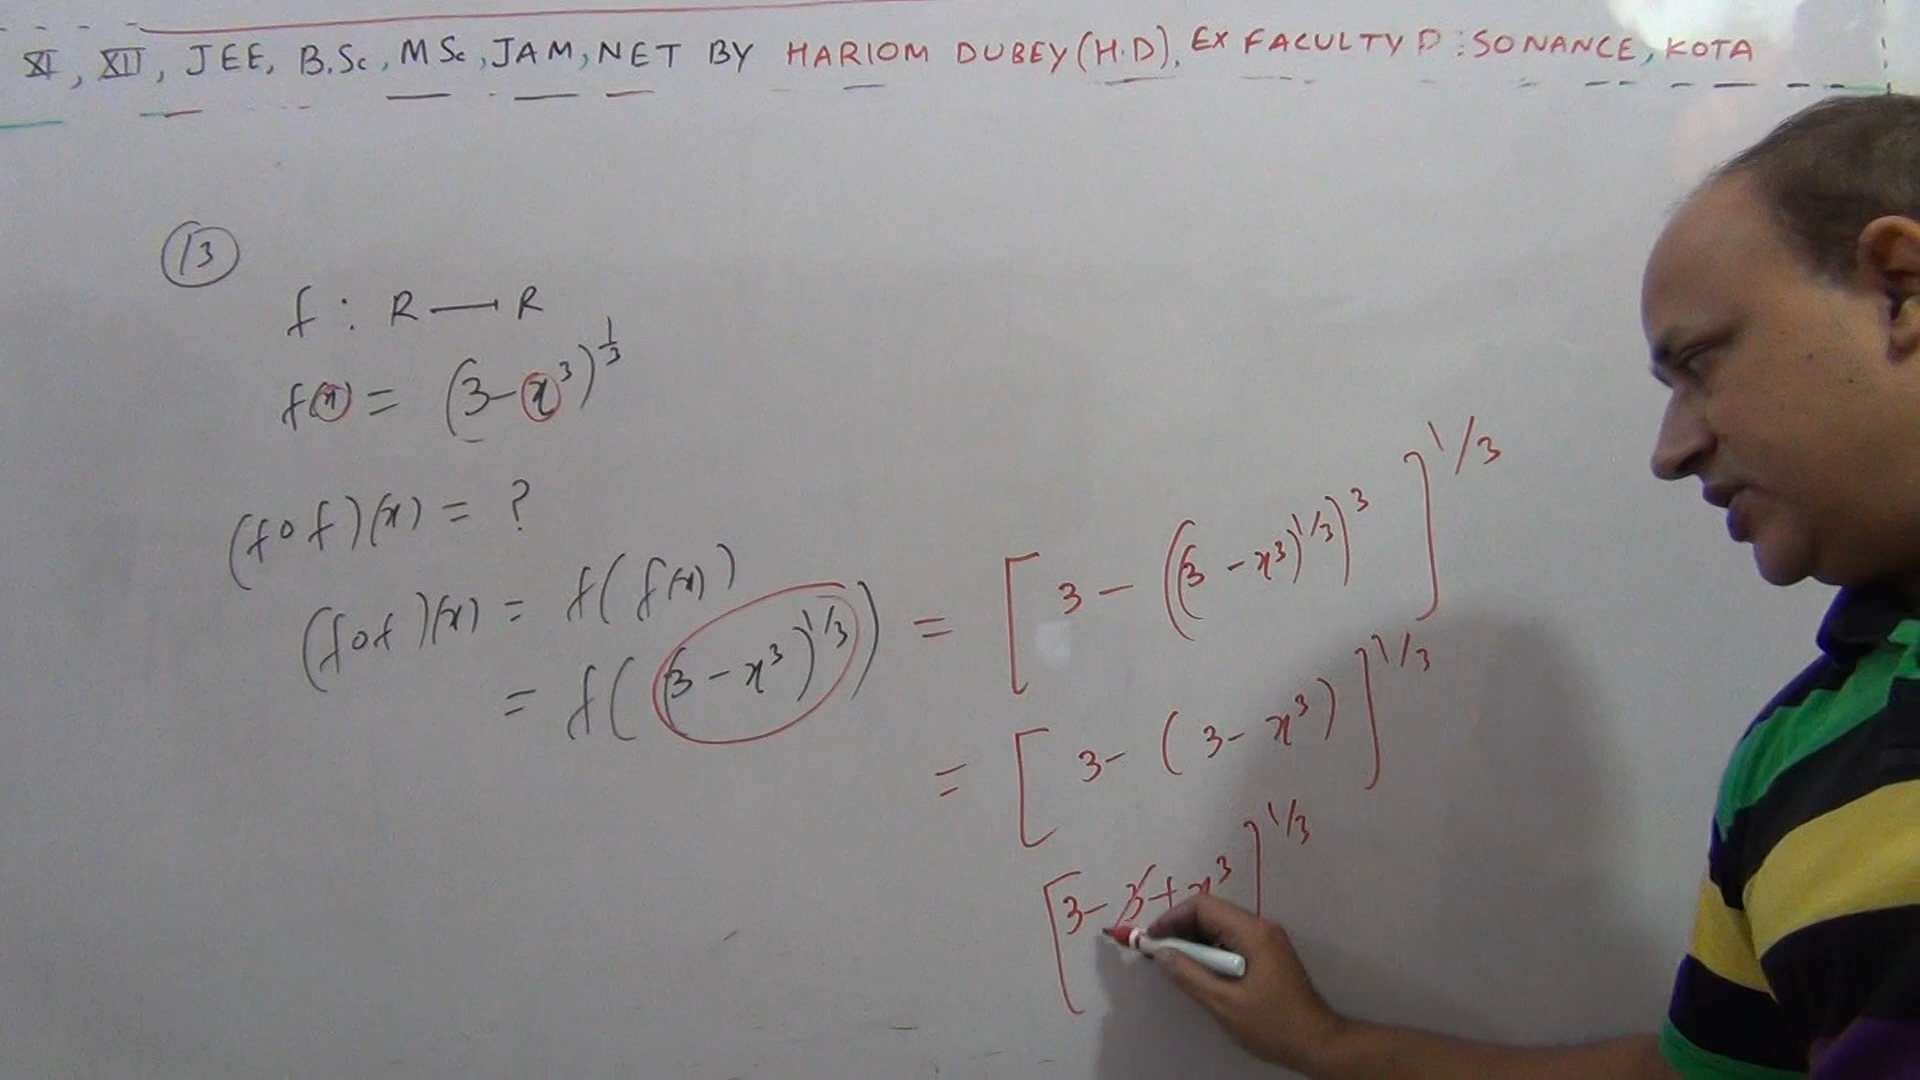 XI, XII, JEE, B.Sc, MSc, JAM, NET BY HARIOM DUBEY (H.D), EX FACULTY D:SONANCE, KOTA
13
f : R — R
f(x) = (3-x³)^1/3
(fof)(x) = ?
(fof)(x) = f(f(x))
= f((3-x³)^1/3) = [3-((3-x³)^1/3)³]^1/3
= [3-(3-x³)]^1/3
[3-3+x³]^1/3